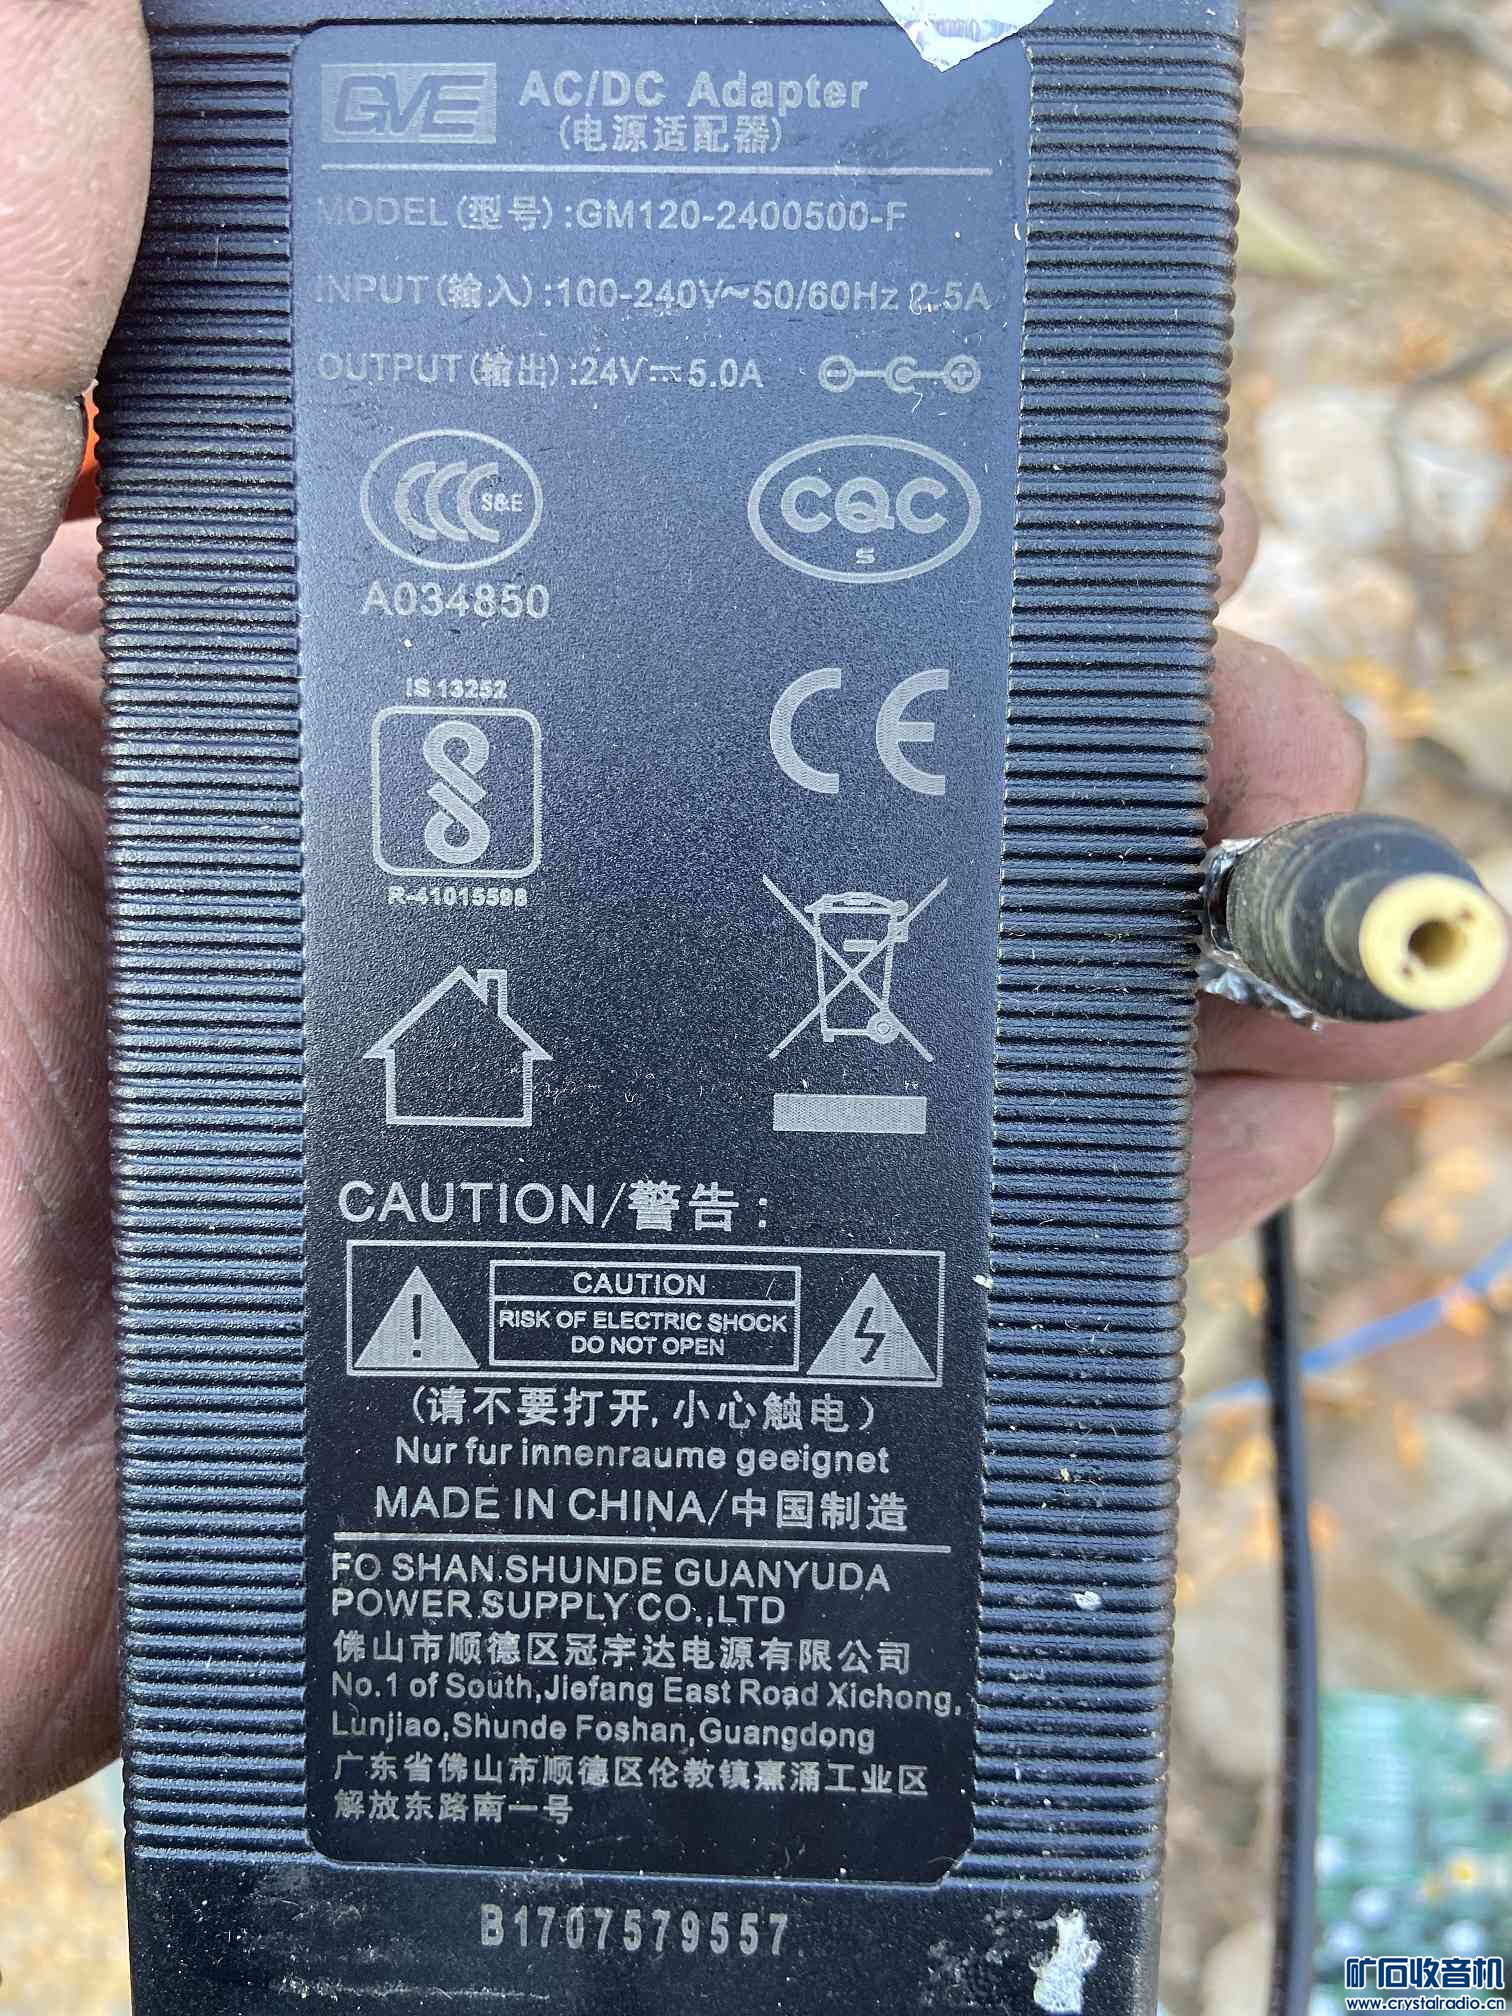 GVE AC/DC Adapter
(电源适配器)
MODEL(型号):GM120-2400500-F
INPUT(输入):100-240V~50/60Hz 2.5A
OUTPUT(输出):24V⎓5.0A
CCC S&E
CQC
S
A034850
IS 13252
CE
R-41015598
CAUTION/警告:
CAUTION
RISK OF ELECTRIC SHOCK
DO NOT OPEN
(请不要打开,小心触电)
Nur fur innenraume geeignet
MADE IN CHINA/中国制造
FO SHAN SHUNDE GUANYUDA
POWER SUPPLY CO.,LTD
佛山市顺德区冠宇达电源有限公司
No.1 of South,Jiefang East Road Xichong,
Lunjiao,Shunde Foshan,Guangdong
广东省佛山市顺德区伦教镇熹涌工业区
解放东路南一号
B1707579557
矿石收音机
www.crystalradio.cn